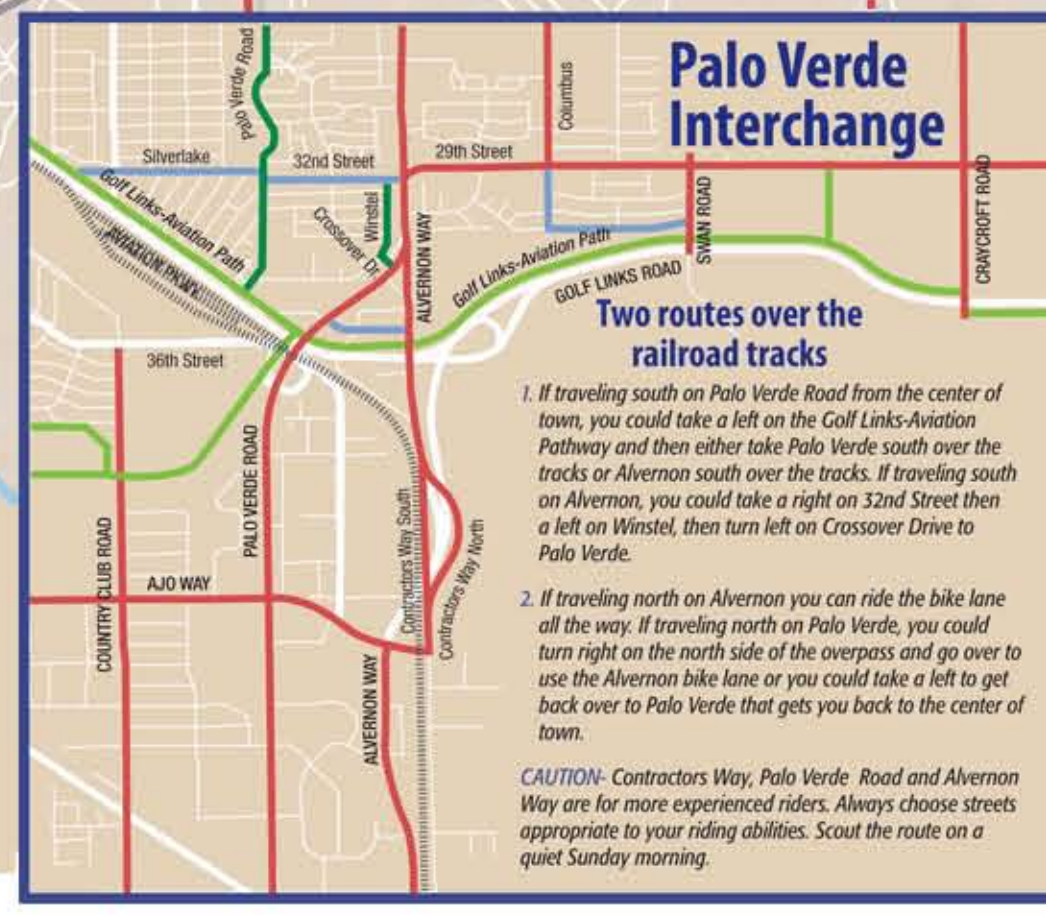 Palo Verde
Interchange
Palo Verde Road
Silverlake
32nd Street
29th Street
Columbus
Golf Links-Aviation Path
AVIATION PKWY.
Winstel
Crossover Dr.
ALVERNON WAY
Golf Links-Aviation Path
GOLF LINKS ROAD
SWAN ROAD
CRAYCROFT ROAD
36th Street
PALO VERDE ROAD
COUNTRY CLUB ROAD
AJO WAY
Contractors Way South
Contractors Way North
ALVERNON WAY
Two routes over the
railroad tracks
1. If traveling south on Palo Verde Road from the center of
town, you could take a left on the Golf Links-Aviation
Pathway and then either take Palo Verde south over the
tracks or Alvernon south over the tracks. If traveling south
on Alvernon, you could take a right on 32nd Street then
a left on Winstel, then turn left on Crossover Drive to
Palo Verde.
2. If traveling north on Alvernon you can ride the bike lane
all the way. If traveling north on Palo Verde, you could
turn right on the north side of the overpass and go over to
use the Alvernon bike lane or you could take a left to get
back over to Palo Verde that gets you back to the center of
town.
CAUTION- Contractors Way, Palo Verde Road and Alvernon
Way are for more experienced riders. Always choose streets
appropriate to your riding abilities. Scout the route on a
quiet Sunday morning.